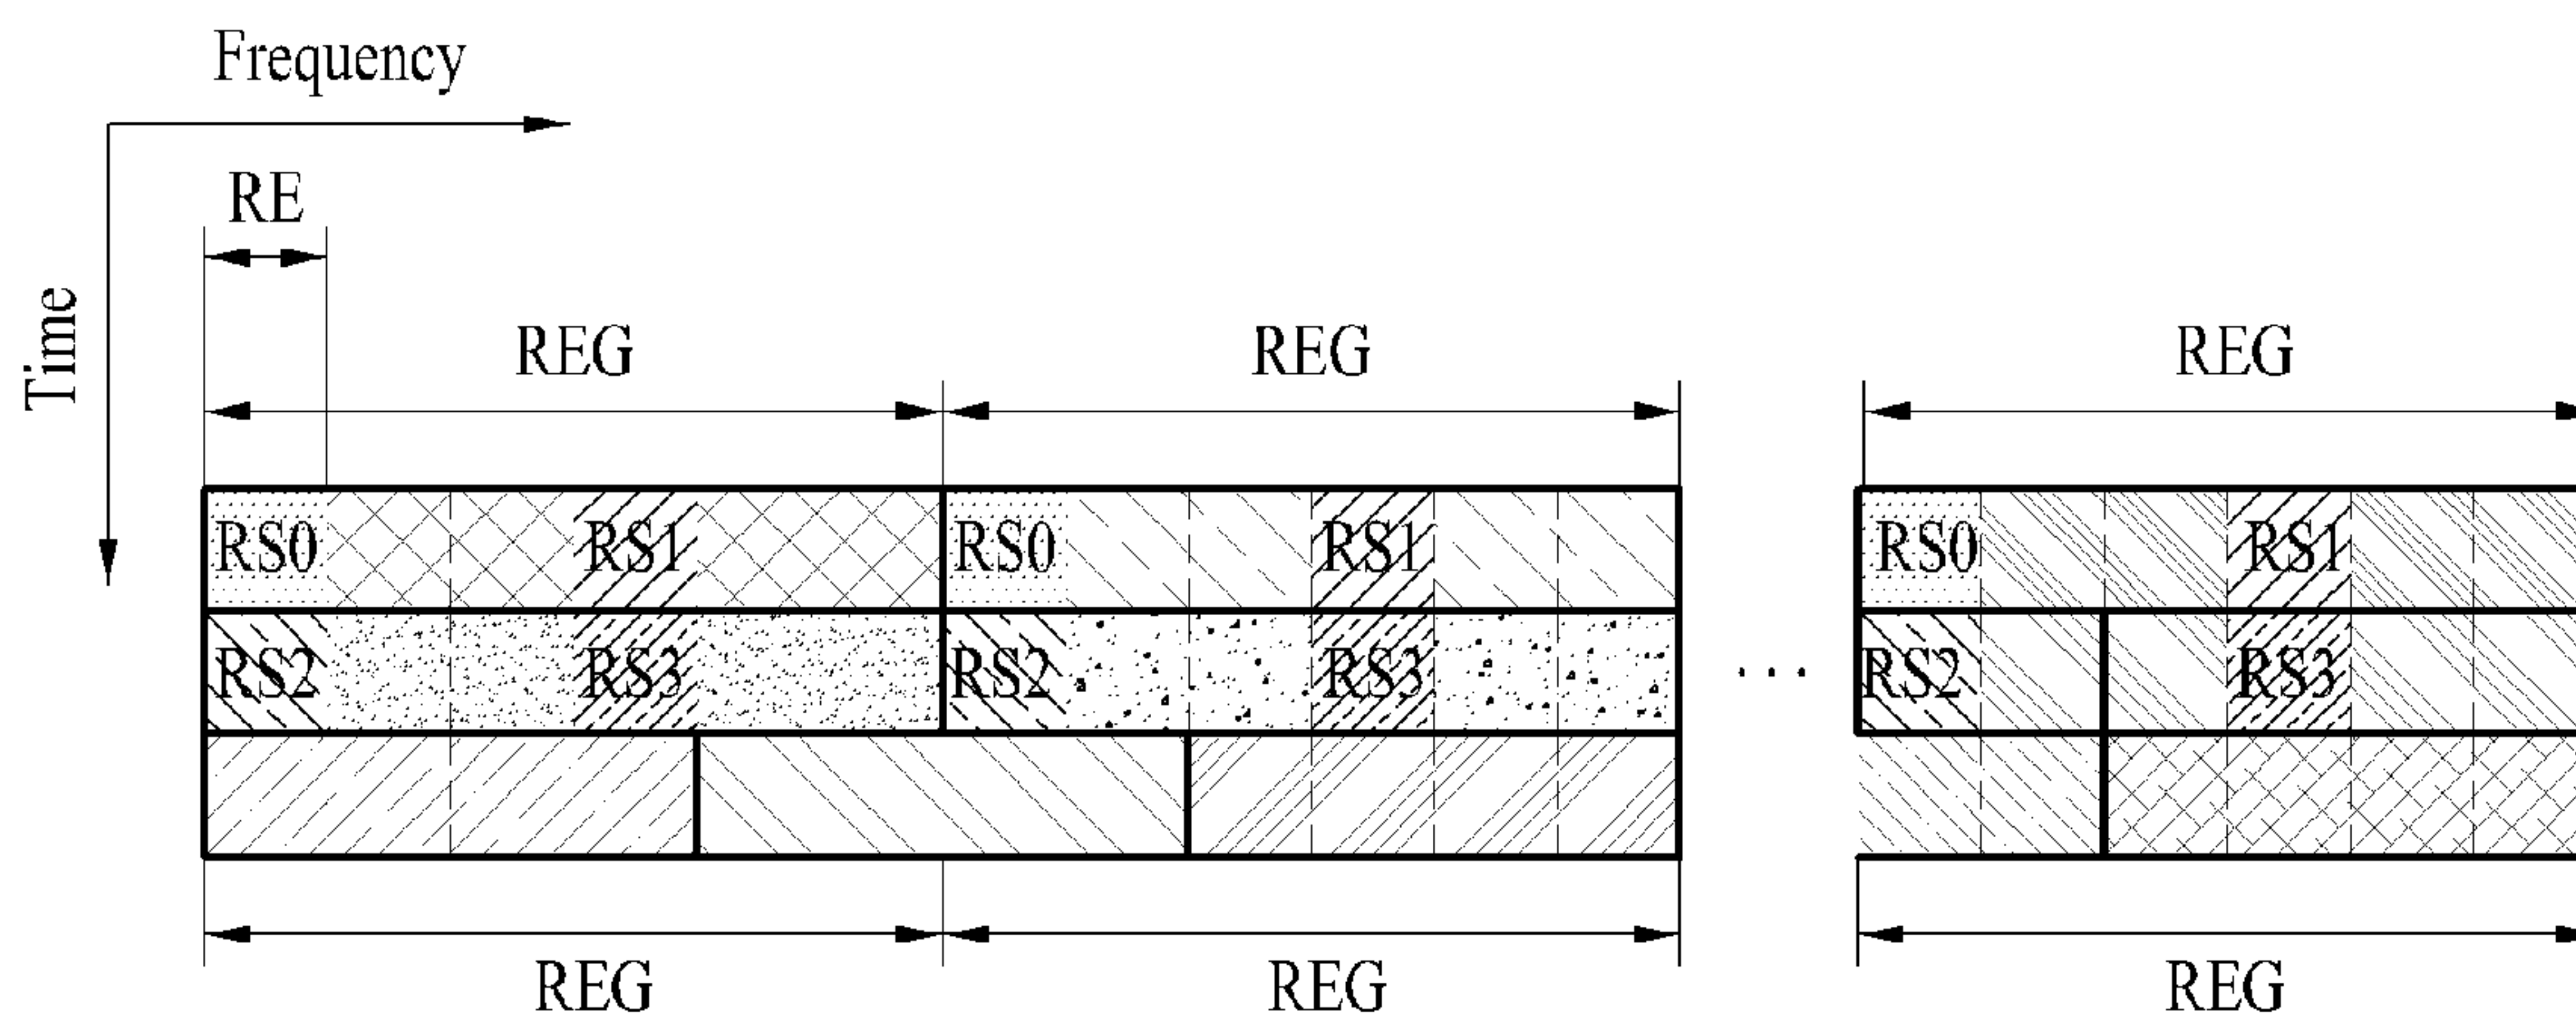 Frequency
RE
Time
REG REG REG
RS0 RS1 RS0 RS1 RS0 RS1
RS2 RS3 RS2 RS3 ... RS2 RS3
REG REG REG